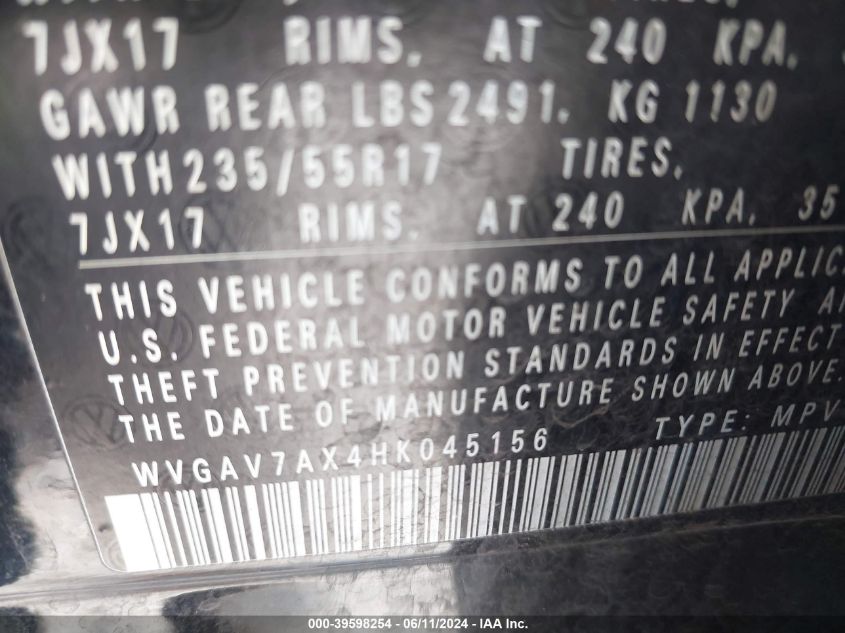 7JX17 RIMS. AT 240 KPA.
GAWR REAR LBS 2491. KG 1130
WITH 235/55R17 TIRES.
7JX17 RIMS. AT 240 KPA. 35
THIS VEHICLE CONFORMS TO ALL APPLIC
U.S. FEDERAL MOTOR VEHICLE SAFETY A
THEFT PREVENTION STANDARDS IN EFFECT
THE DATE OF MANUFACTURE SHOWN ABOVE.
WVGAV7AX4HK045156 TYPE: MPV
000-39598254 - 06/11/2024 - IAA Inc.